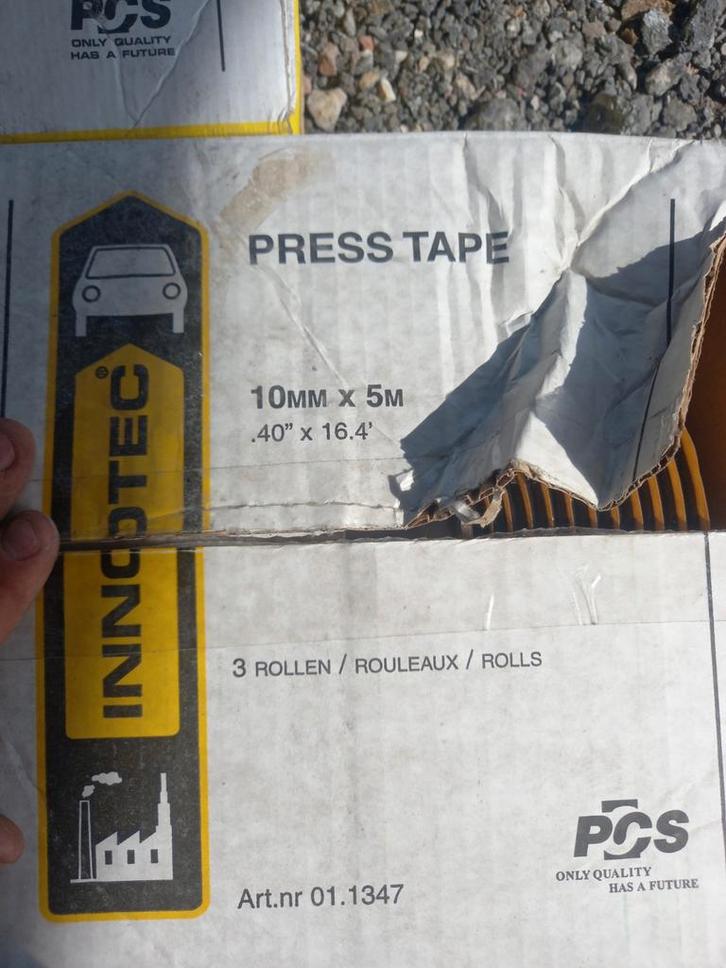 PCS
ONLY QUALITY
HAS A FUTURE
PRESS TAPE
10MM x 5M
.40" x 16.4'
INNOTEC®
3 ROLLEN / ROULEAUX / ROLLS
PCS
ONLY QUALITY
HAS A FUTURE
Art.nr 01.1347